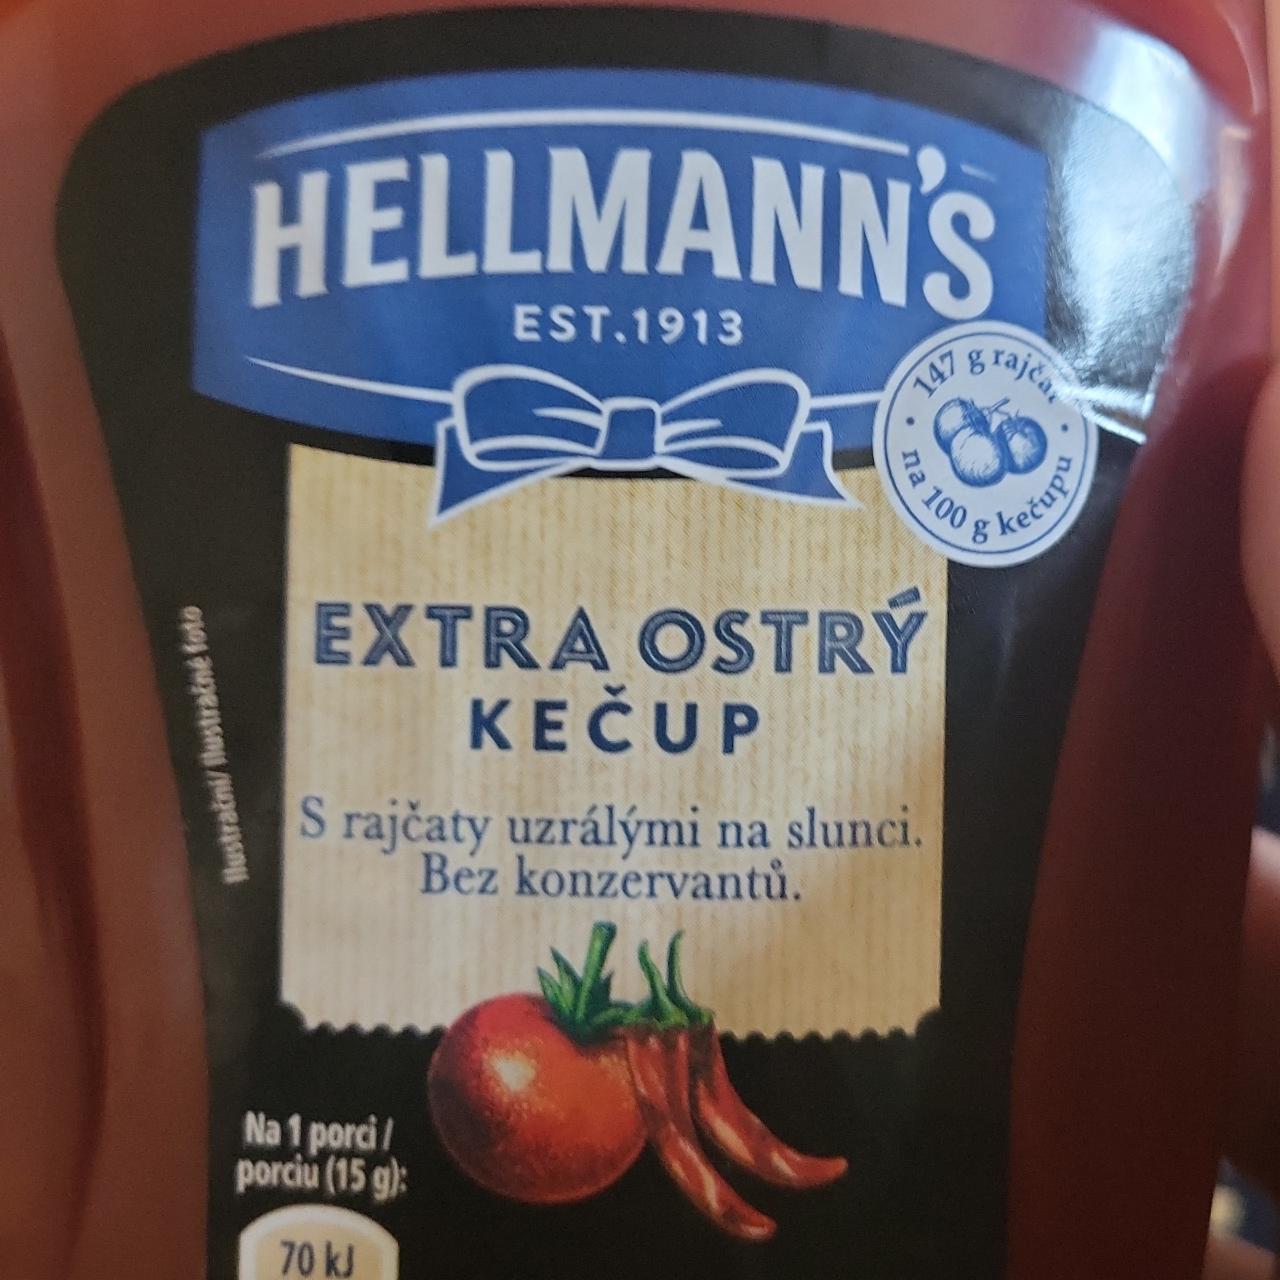 HELLMANN'S
EST.1913
147 g rajčat
na 100 g kečupu
EXTRA OSTRÝ
KEČUP
S rajčaty uzrálými na slunci.
Bez konzervantů.
Ilustrační/ Ilustračné foto
Na 1 porci /
porciu (15 g):
70 kJ